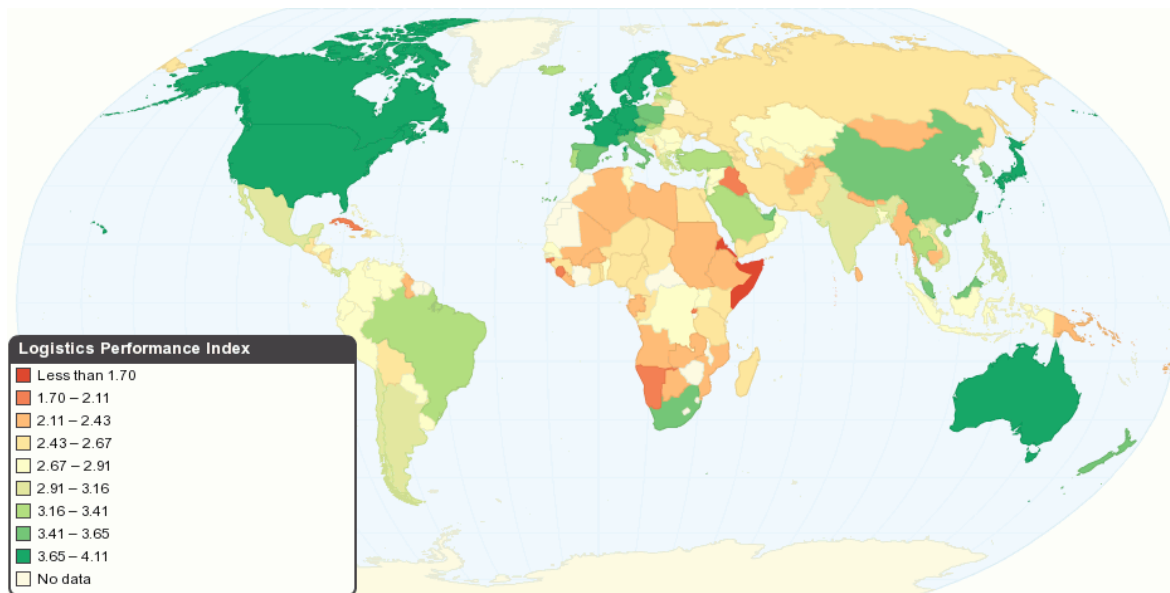 Logistics Performance Index
Less than 1.70
1.70 – 2.11
2.11 – 2.43
2.43 – 2.67
2.67 – 2.91
2.91 – 3.16
3.16 – 3.41
3.41 – 3.65
3.65 – 4.11
No data